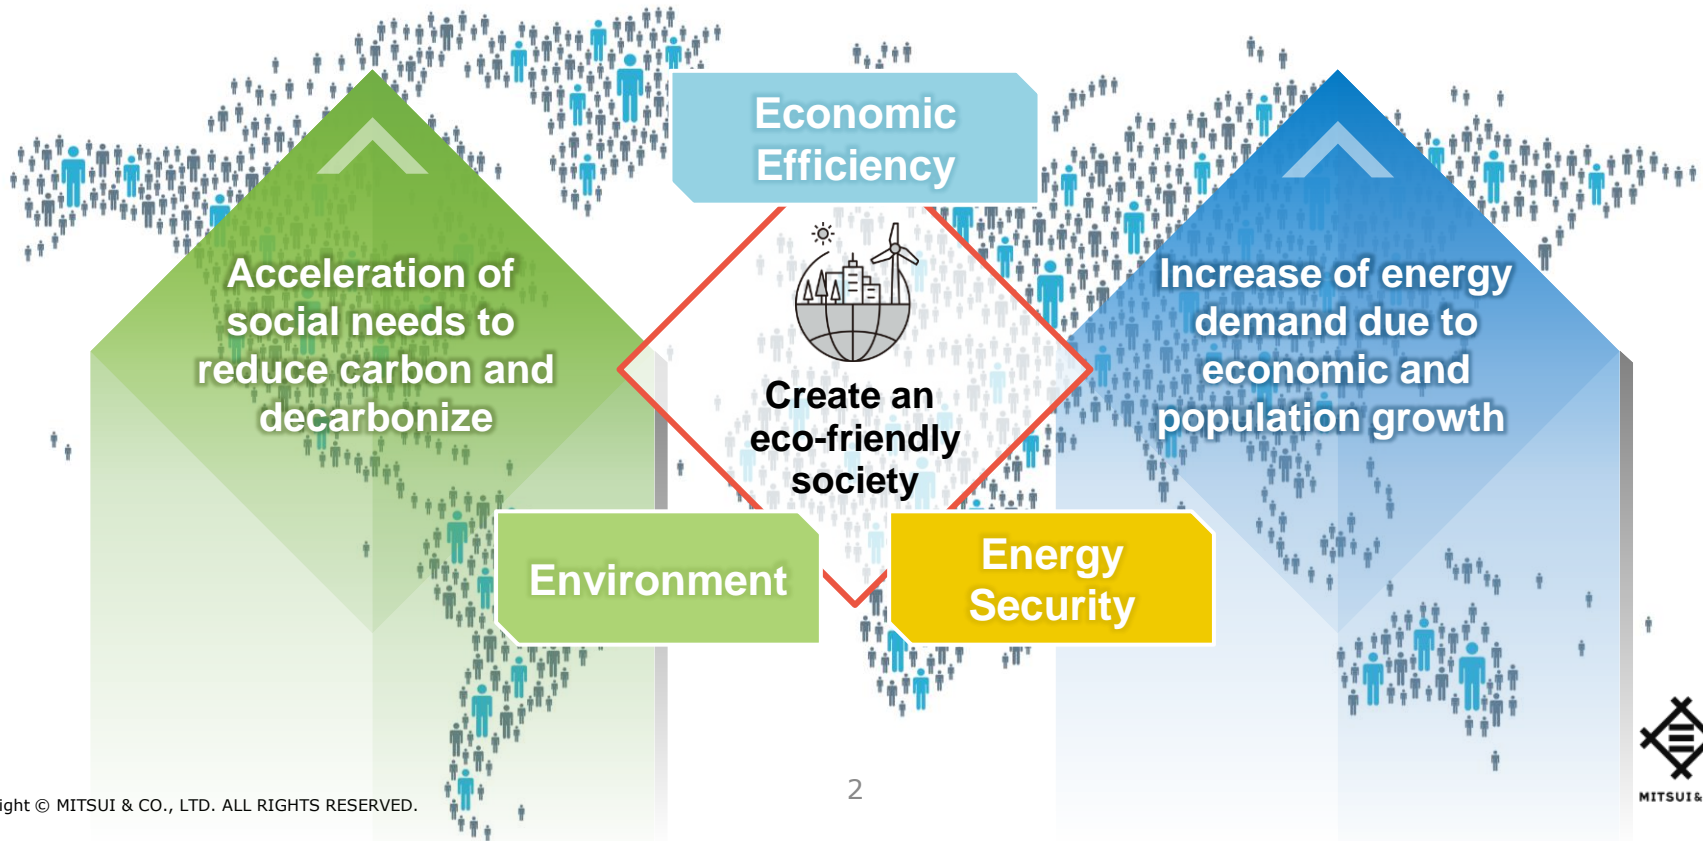 Economic
Efficiency
Acceleration of
social needs to
reduce carbon and
decarbonize
Create an
eco-friendly
society
Increase of energy
demand due to
economic and
population growth
Environment
Energy
Security
ight © MITSUI & CO., LTD. ALL RIGHTS RESERVED.
2
MITSUI &